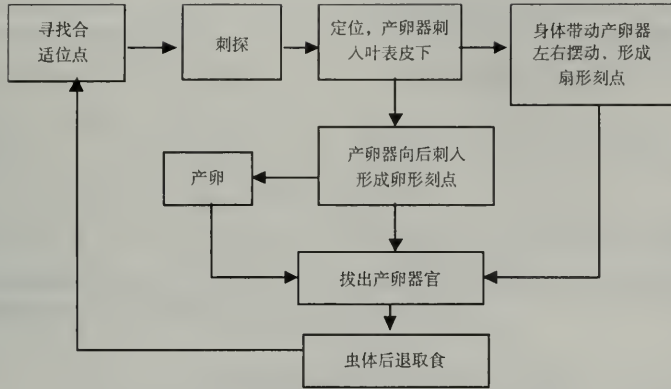 寻找合
适位点
刺探
定位，产卵器刺
入叶表皮下
身体带动产卵器
左右摆动，形成
扇形刻点
产卵器向后刺入
形成卵形刻点
产卵
拔出产卵器官
虫体后退取食